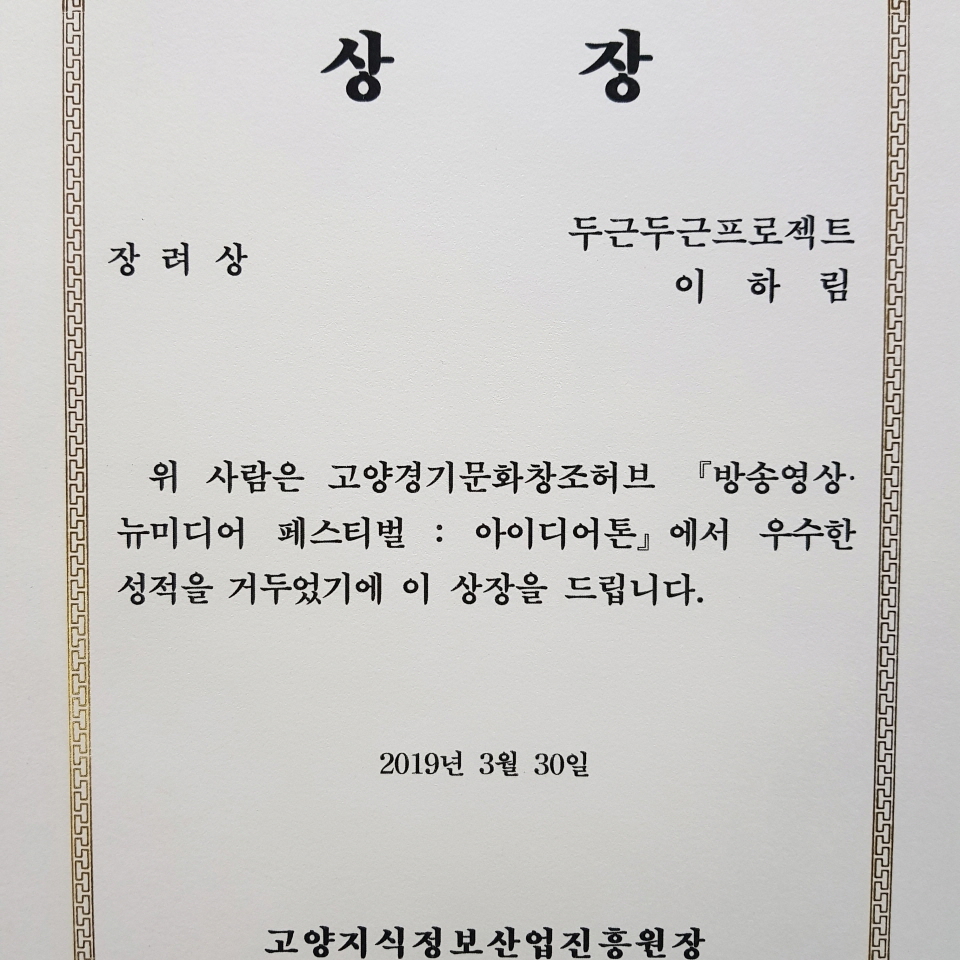 상 장
두근두근프로젝트
장 려 상
이 하 림
위 사람은 고양경기문화창조허브 『방송영상·
뉴미디어 페스티벌 : 아이디어톤』에서 우수한
성적을 거두었기에 이 상장을 드립니다.
2019년 3월 30일
고양지식정보산업진흥원장